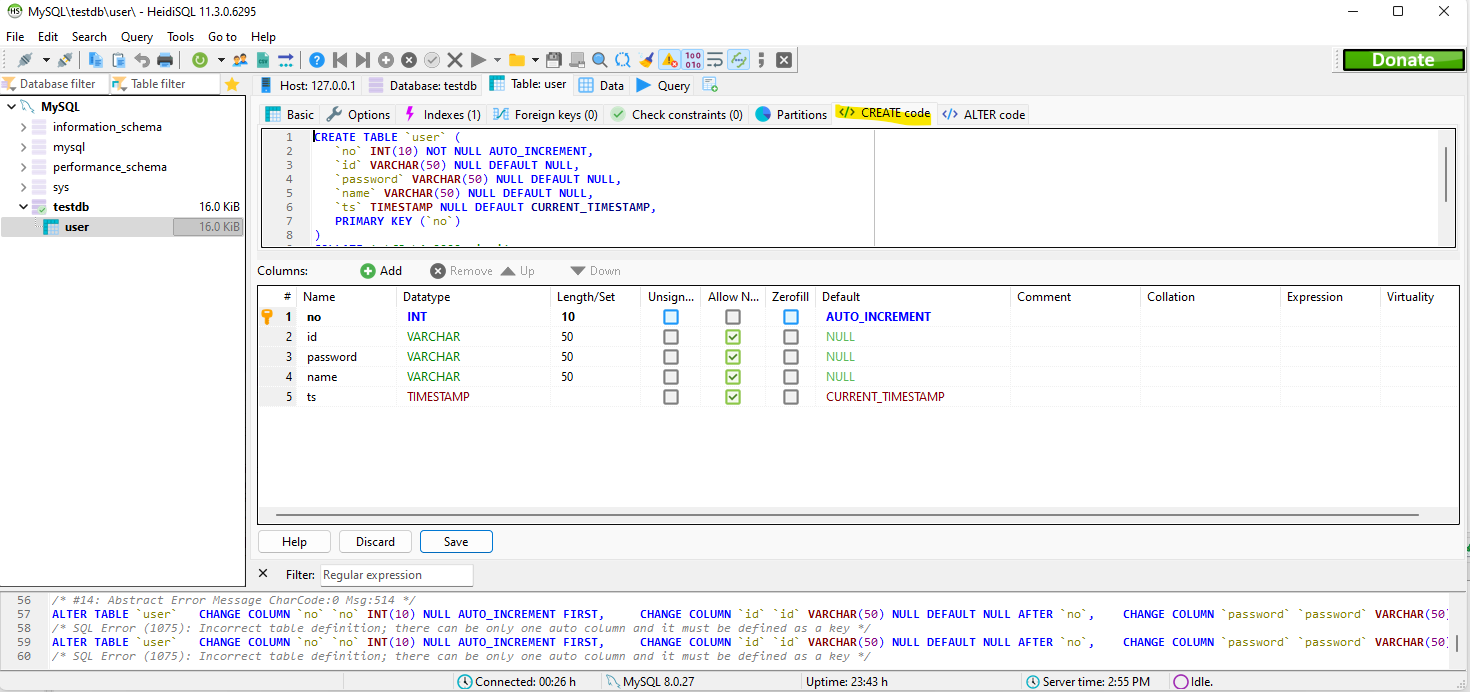 MySQL\testdb\user\ - HeidiSQL 11.3.0.6295
File Edit Search Query Tools Go to Help
Donate
Database filter Table filter Host: 127.0.0.1 Database: testdb Table: user Data Query
MySQL
information_schema
mysql
performance_schema
sys
testdb 16.0 KiB
user 16.0 KiB
Basic Options Indexes (1) Foreign keys (0) Check constraints (0) Partitions CREATE code ALTER code
1 CREATE TABLE `user` (
2 `no` INT(10) NOT NULL AUTO_INCREMENT,
3 `id` VARCHAR(50) NULL DEFAULT NULL,
4 `password` VARCHAR(50) NULL DEFAULT NULL,
5 `name` VARCHAR(50) NULL DEFAULT NULL,
6 `ts` TIMESTAMP NULL DEFAULT CURRENT_TIMESTAMP,
7 PRIMARY KEY (`no`)
8 )
Columns: Add Remove Up Down
# Name Datatype Length/Set Unsign... Allow N... Zerofill Default Comment Collation Expression Virtuality
1 no INT 10 AUTO_INCREMENT
2 id VARCHAR 50 NULL
3 password VARCHAR 50 NULL
4 name VARCHAR 50 NULL
5 ts TIMESTAMP CURRENT_TIMESTAMP
Help Discard Save
Filter: Regular expression
56 /* #14: Abstract Error Message CharCode:0 Msg:514 */
57 ALTER TABLE `user` CHANGE COLUMN `no` `no` INT(10) NULL AUTO_INCREMENT FIRST, CHANGE COLUMN `id` `id` VARCHAR(50) NULL DEFAULT NULL AFTER `no`, CHANGE COLUMN `password` `password` VARCHAR(50)
58 /* SQL Error (1075): Incorrect table definition; there can be only one auto column and it must be defined as a key */
59 ALTER TABLE `user` CHANGE COLUMN `no` `no` INT(10) NULL AUTO_INCREMENT FIRST, CHANGE COLUMN `id` `id` VARCHAR(50) NULL DEFAULT NULL AFTER `no`, CHANGE COLUMN `password` `password` VARCHAR(50)
60 /* SQL Error (1075): Incorrect table definition; there can be only one auto column and it must be defined as a key */
Connected: 00:26 h MySQL 8.0.27 Uptime: 23:43 h Server time: 2:55 PM Idle.